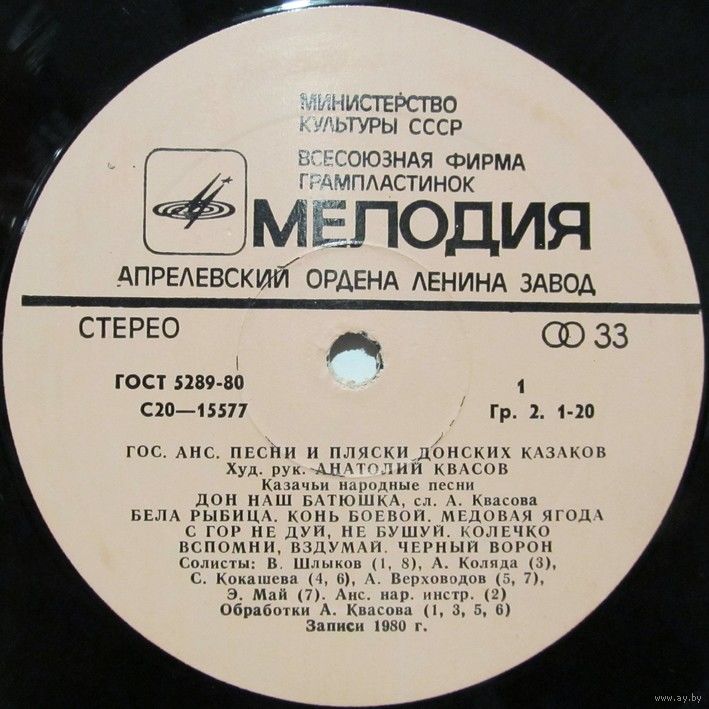 МИНИСТЕРСТВО
КУЛЬТУРЫ СССР
ВСЕСОЮЗНАЯ ФИРМА
ГРАМПЛАСТИНОК
МЕЛОДИЯ
АПРЕЛЕВСКИЙ ОРДЕНА ЛЕНИНА ЗАВОД
СТЕРЕО 33
ГОСТ 5289-80 1
С20—15577 Гр. 2. 1-20
ГОС. АНС. ПЕСНИ И ПЛЯСКИ ДОНСКИХ КАЗАКОВ
Худ. рук. АНАТОЛИЙ КВАСОВ
Казачьи народные песни
ДОН НАШ БАТЮШКА, сл. А. Квасова
БЕЛА РЫБИЦА. КОНЬ БОЕВОЙ. МЕДОВАЯ ЯГОДА
С ГОР НЕ ДУЙ, НЕ БУШУЙ. КОЛЕЧКО
ВСПОМНИ, ВЗДУМАЙ. ЧЕРНЫЙ ВОРОН
Солисты: В. Шлыков (1, 8), А. Коляда (3),
С. Кокашева (4, 6), А. Верховодов (5, 7),
Э. Май (7). Анс. нар. инстр. (2)
Обработки А. Квасова (1, 3, 5, 6)
Записи 1980 г.
www.ay.by